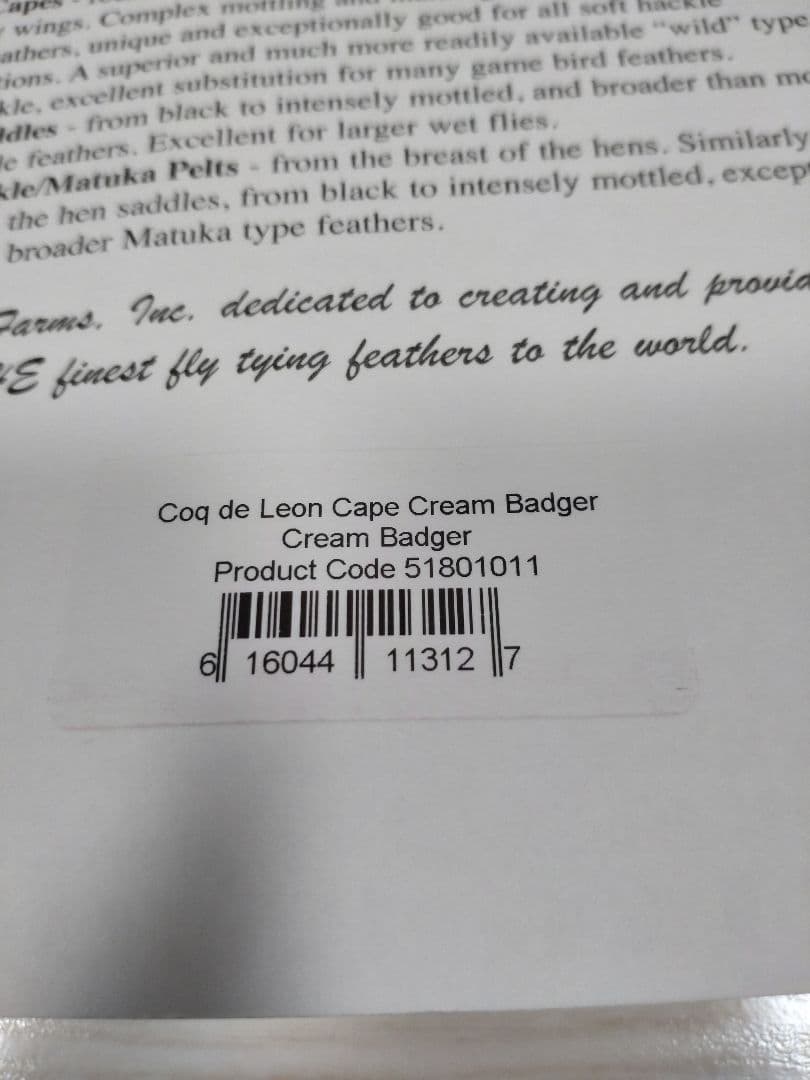 wings. Complex mottling
athers, unique and exceptionally good for all soft hackle
ions. A superior and much more readily available "wild" type
kle, excellent substitution for many game bird feathers.
ddles - from black to intensely mottled, and broader than mo
le feathers. Excellent for larger wet flies.
kle/Matuka Pelts - from the breast of the hens. Similarly
the hen saddles, from black to intensely mottled, except
broader Matuka type feathers.
Farms, Inc. dedicated to creating and provid
E finest fly tying feathers to the world.
Coq de Leon Cape Cream Badger
Cream Badger
Product Code 51801011
6 16044 11312 7